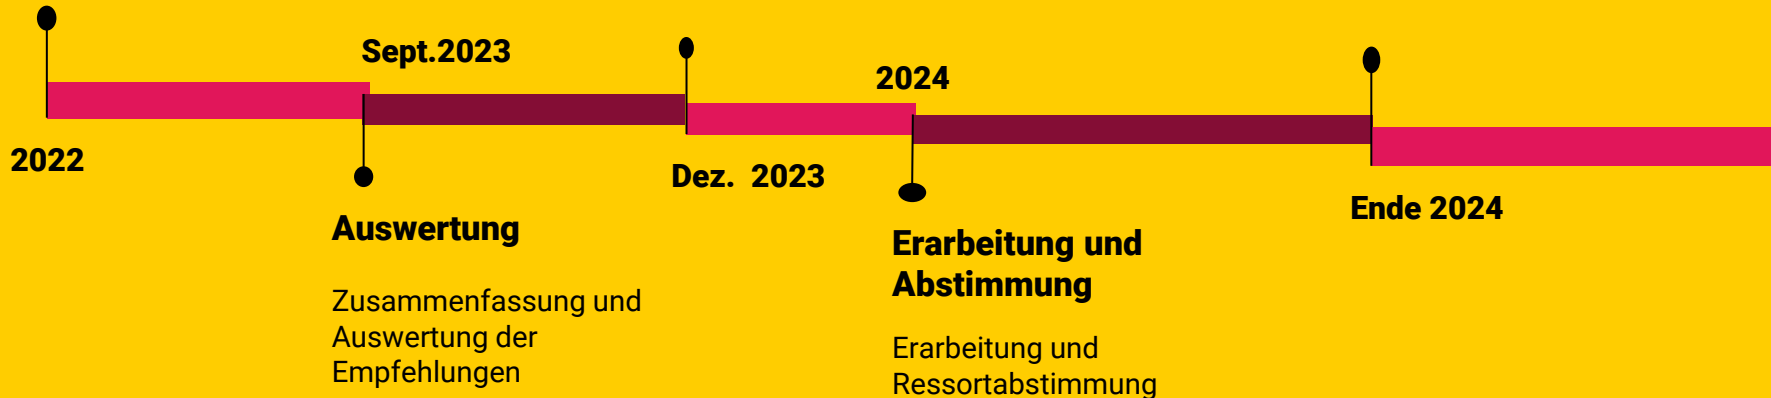 2022
Sept.2023
Auswertung
Zusammenfassung und
Auswertung der
Empfehlungen
Dez. 2023
2024
Erarbeitung und
Abstimmung
Erarbeitung und
Ressortabstimmung
Ende 2024